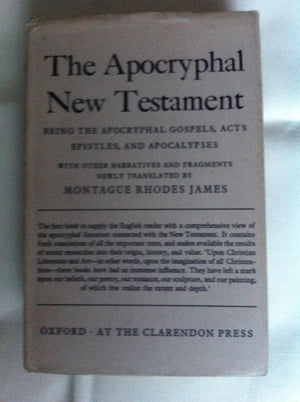 The Apocryphal
New Testament
BEING THE APOCRYPHAL GOSPELS, ACTS
EPISTLES, AND APOCALYPSES
WITH OTHER NARRATIVES AND FRAGMENTS
NEWLY TRANSLATED BY
MONTAGUE RHODES JAMES
The first book to supply the English reader with a comprehensive view of
the apocryphal literature connected with the New Testament. It contains
fresh translations of all the important texts, and makes available the results
of recent researches into their origin, history, and value. 'Upon Christian
Literature and Art—in other words, upon the imagination of all Christen-
dom—these books have had an immense influence. They have left a mark
upon our beliefs, our poetry, our romance, our sculpture, and our painting,
of which few realize the extent and depth.'
OXFORD · AT THE CLARENDON PRESS